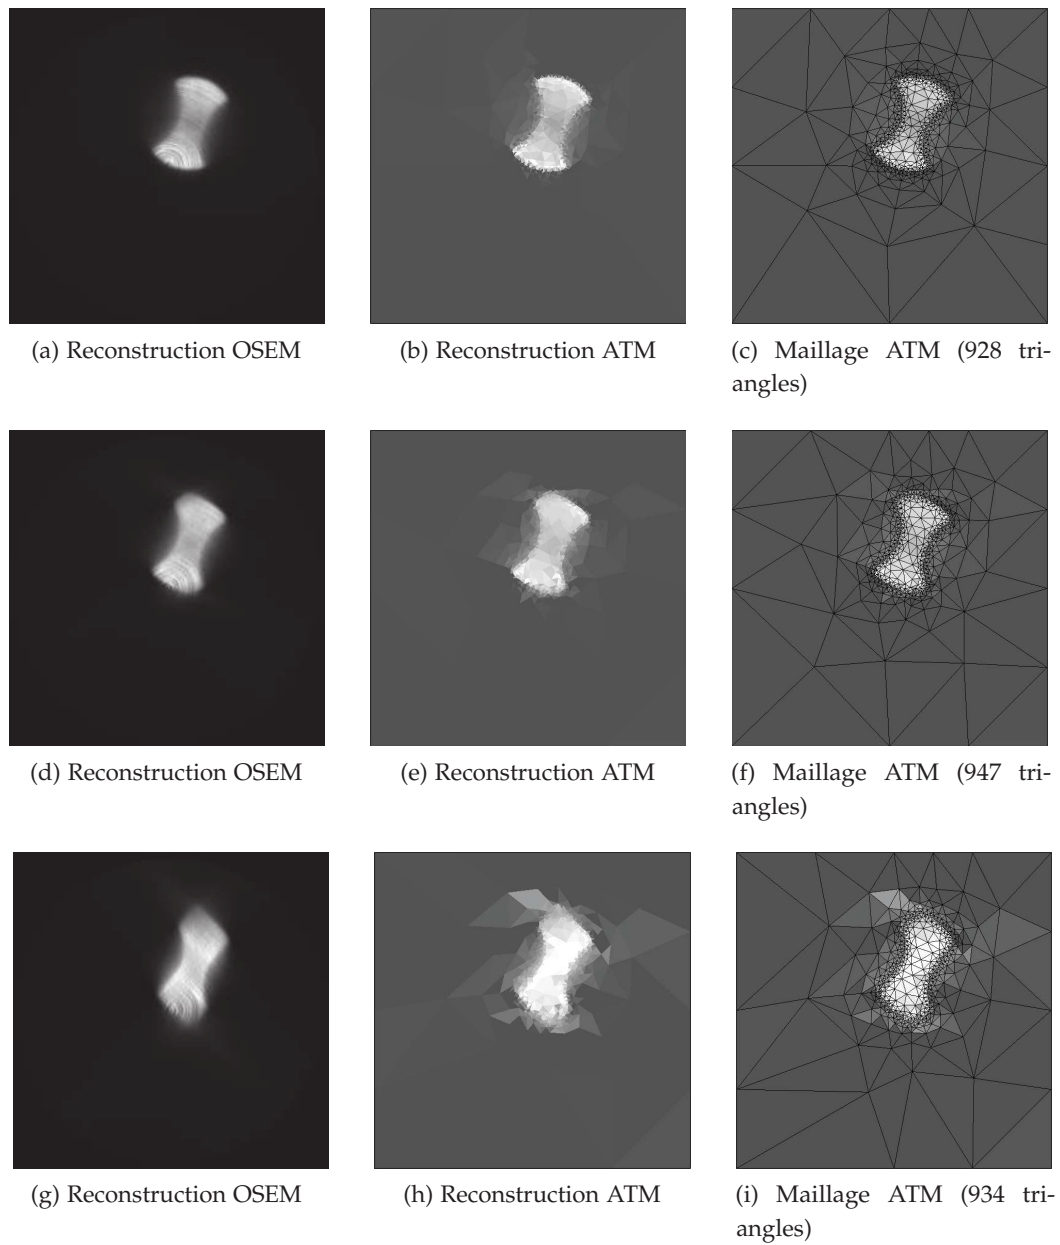 (a) Reconstruction OSEM
(b) Reconstruction ATM
(c) Maillage ATM (928 tri-
angles)
(d) Reconstruction OSEM
(e) Reconstruction ATM
(f) Maillage ATM (947 tri-
angles)
(g) Reconstruction OSEM
(h) Reconstruction ATM
(i) Maillage ATM (934 tri-
angles)